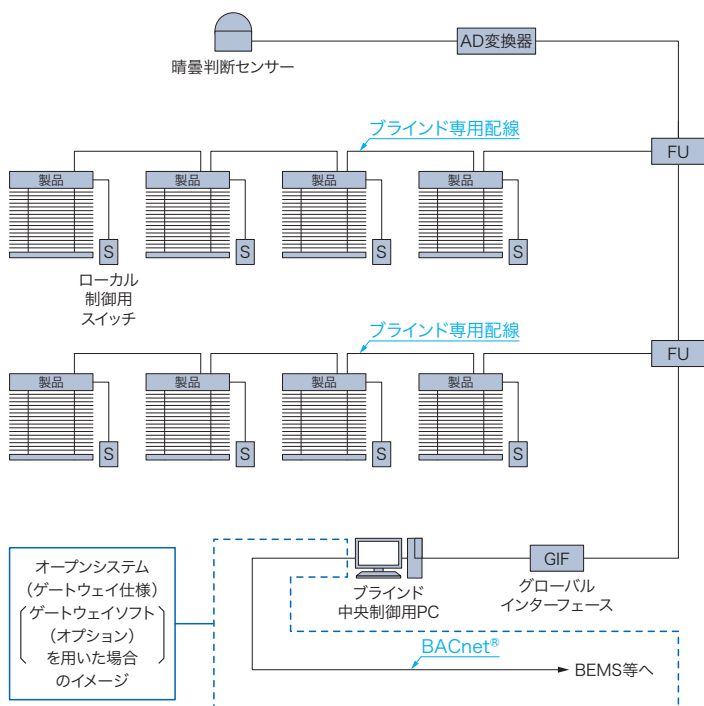 晴曇判断センサー
AD変換器
ブラインド専用配線
FU
製品
製品
製品
製品
S
S
S
S
ローカル
制御用
スイッチ
ブラインド専用配線
FU
製品
製品
製品
製品
S
S
S
S
オープンシステム
（ゲートウェイ仕様）
ゲートウェイソフト
（オプション）
を用いた場合
のイメージ
ブラインド
中央制御用PC
GIF
グローバル
インターフェース
BACnet®
BEMS等へ